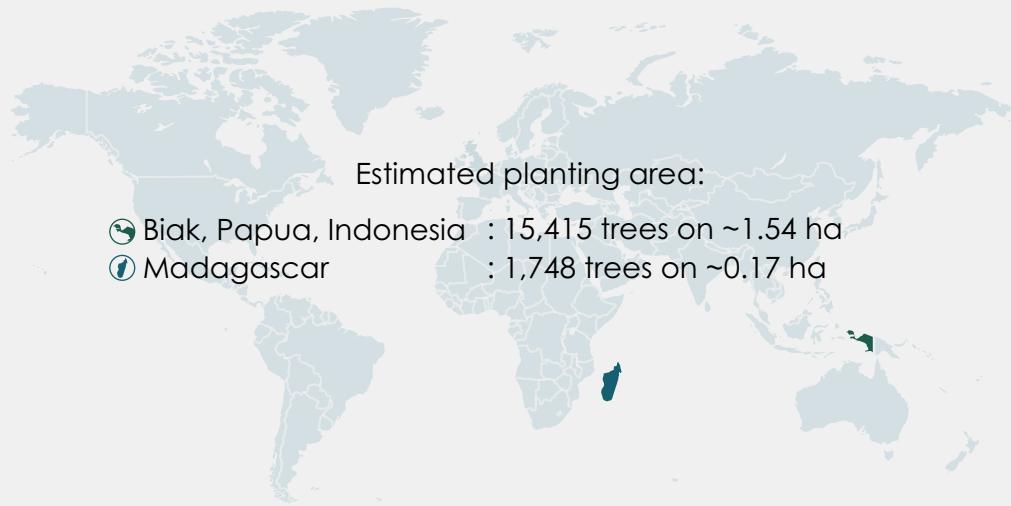 Estimated planting area:
Biak, Papua, Indonesia : 15,415 trees on ~1.54 ha
Madagascar : 1,748 trees on ~0.17 ha